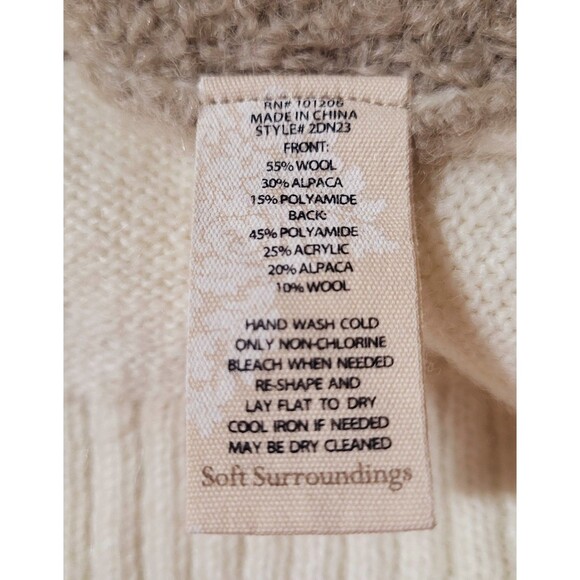 RN# 101206
MADE IN CHINA
STYLE# 2DN23
FRONT:
55% WOOL
30% ALPACA
15% POLYAMIDE
BACK:
45% POLYAMIDE
25% ACRYLIC
20% ALPACA
10% WOOL
HAND WASH COLD
ONLY NON-CHLORINE
BLEACH WHEN NEEDED
RE-SHAPE AND
LAY FLAT TO DRY
COOL IRON IF NEEDED
MAY BE DRY CLEANED
Soft Surroundings